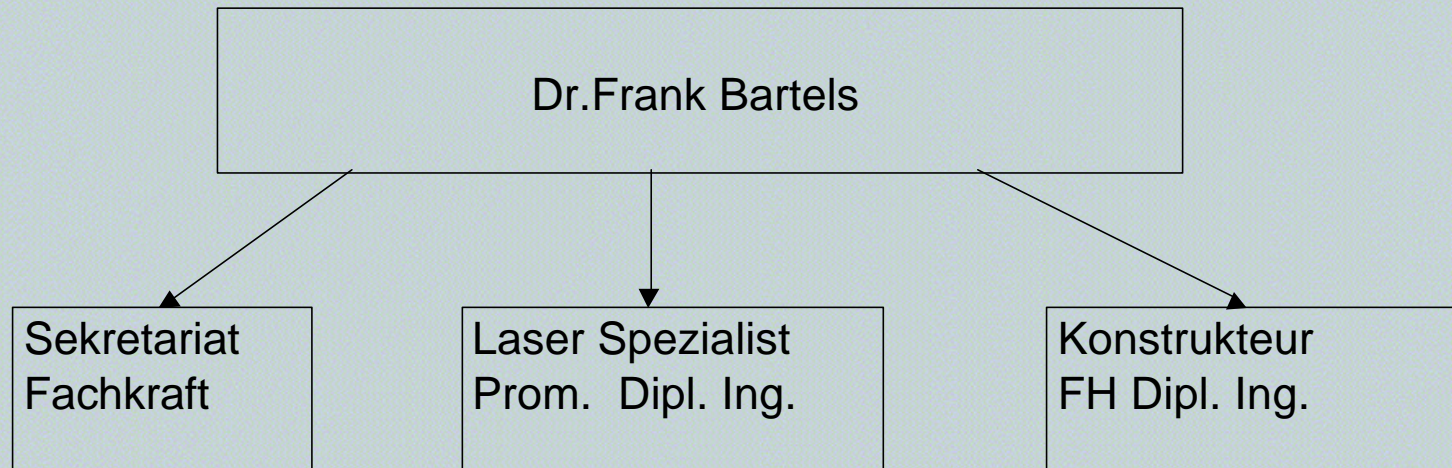 Dr.Frank Bartels
Sekretariat
Fachkraft
Laser Spezialist
Prom. Dipl. Ing.
Konstrukteur
FH Dipl. Ing.